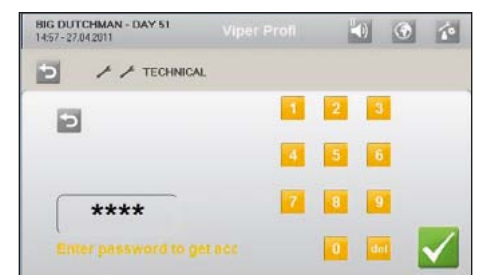 BIG DUTCHMAN - DAY 51
14:57 - 27.04.2011
Viper Profi
TECHNICAL
1 2 3
4 5 6
7 8 9
****
Enter password to get acc
0 del